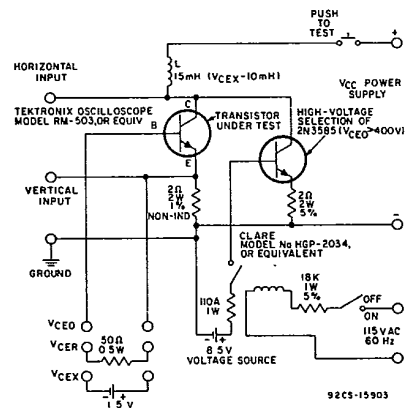 PUSH
TO
TEST
+
L
15mH (VCEX-10mH)
HORIZONTAL
INPUT
VCC POWER
SUPPLY
C
TRANSISTOR
UNDER TEST
HIGH-VOLTAGE
SELECTION OF
2N3585 (VCEO >400V)
TEKTRONIX OSCILLOSCOPE
MODEL RM-503,OR EQUIV
B
E
VERTICAL
INPUT
2Ω
2W
1%
NON-IND
2Ω
2W
5%
-
CLARE
MODEL No HGP-2034,
OR EQUIVALENT
GROUND
110Ω
1W
18K
1W
5%
OFF
ON
VCEO
VCER
50Ω
0.5W
VCEX
- +
1.5V
- +
8.5V
VOLTAGE SOURCE
115 VAC
60 Hz
92CS-15903